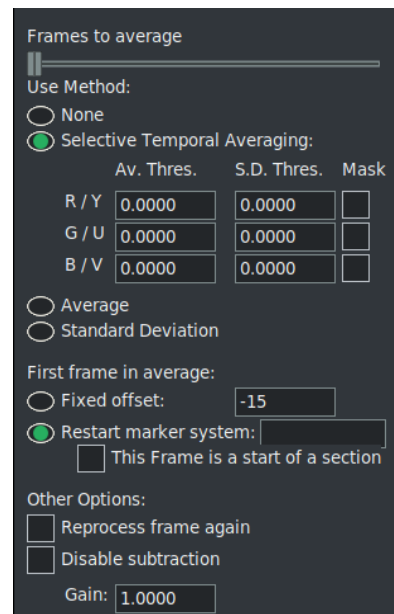 Frames to average
Use Method:
None
Selective Temporal Averaging:
Av. Thres. S.D. Thres. Mask
R / Y 0.0000 0.0000
G / U 0.0000 0.0000
B / V 0.0000 0.0000
Average
Standard Deviation
First frame in average:
Fixed offset: -15
Restart marker system:
This Frame is a start of a section
Other Options:
Reprocess frame again
Disable subtraction
Gain: 1.0000